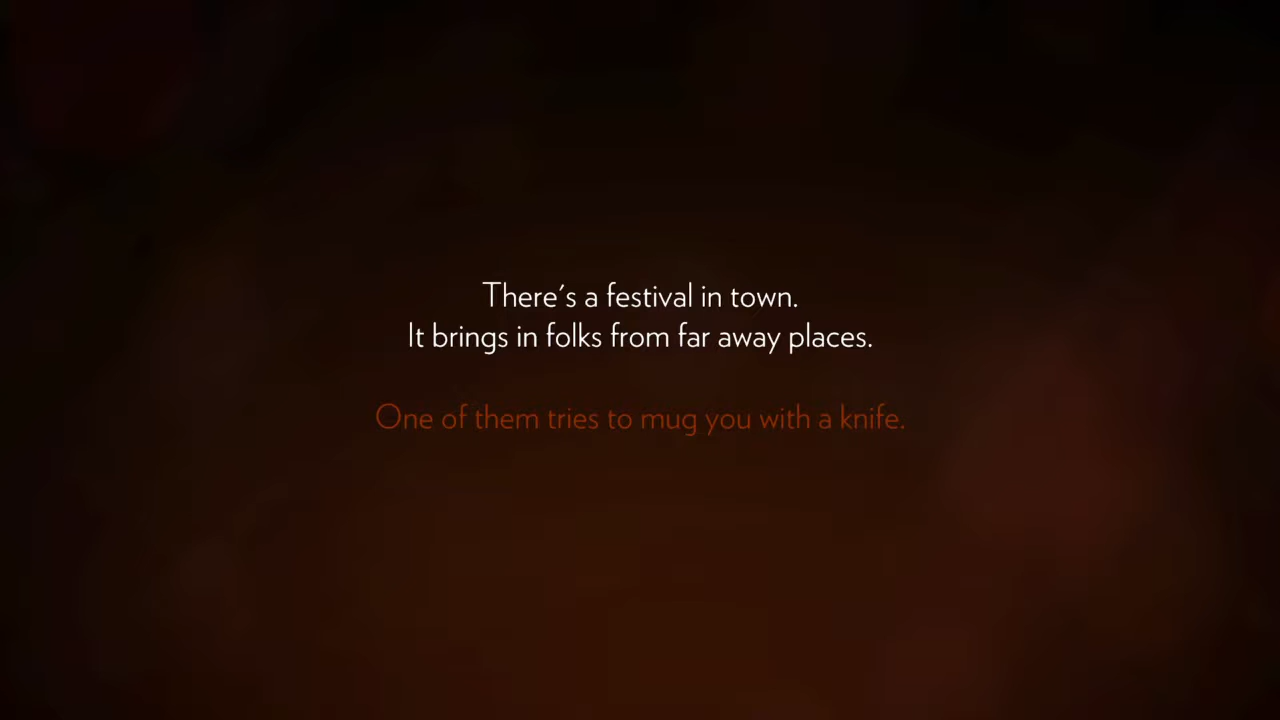 There's a festival in town.
It brings in folks from far away places.
One of them tries to mug you with a knife.